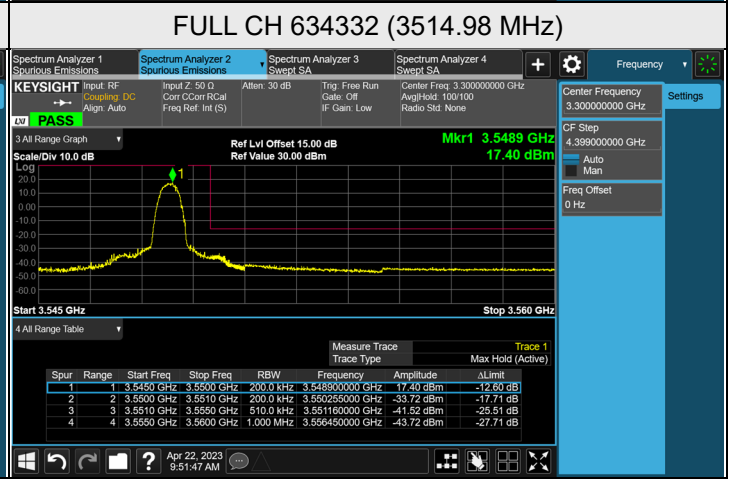 FULL CH 634332 (3514.98 MHz)
Spectrum Analyzer 1
Spurious Emissions
Spectrum Analyzer 2
Spurious Emissions
Spectrum Analyzer 3
Swept SA
Spectrum Analyzer 4
Swept SA
+
Frequency
KEYSIGHT
Input: RF
Coupling: DC
Align: Auto
Input Z: 50 Ω
Corr CCorr RCal
Freq Ref: Int (S)
Atten: 30 dB
Trig: Free Run
Gate: Off
IF Gain: Low
Center Freq: 3.300000000 GHz
Avg|Hold: 100/100
Radio Std: None
LXI PASS
Center Frequency
3.300000000 GHz
Settings
CF Step
4.399000000 GHz
Auto
Man
Freq Offset
0 Hz
3 All Range Graph
Scale/Div 10.0 dB
Ref Lvl Offset 15.00 dB
Ref Value 30.00 dBm
Mkr1 3.5489 GHz
17.40 dBm
Log
1
20.0
10.0
0.00
-10.0
-20.0
-30.0
-40.0
-50.0
-60.0
Start 3.545 GHz
Stop 3.560 GHz
4 All Range Table
Measure Trace Trace 1
Trace Type Max Hold (Active)
Spur Range Start Freq Stop Freq RBW Frequency Amplitude ΔLimit
1 1 3.5450 GHz 3.5500 GHz 200.0 kHz 3.548900000 GHz 17.40 dBm -12.60 dB
2 2 3.5500 GHz 3.5510 GHz 200.0 kHz 3.550255000 GHz -33.72 dBm -17.71 dB
3 3 3.5510 GHz 3.5550 GHz 510.0 kHz 3.551160000 GHz -41.52 dBm -25.51 dB
4 4 3.5550 GHz 3.5600 GHz 1.000 MHz 3.556450000 GHz -43.72 dBm -27.71 dB
?
Apr 22, 2023
9:51:47 AM